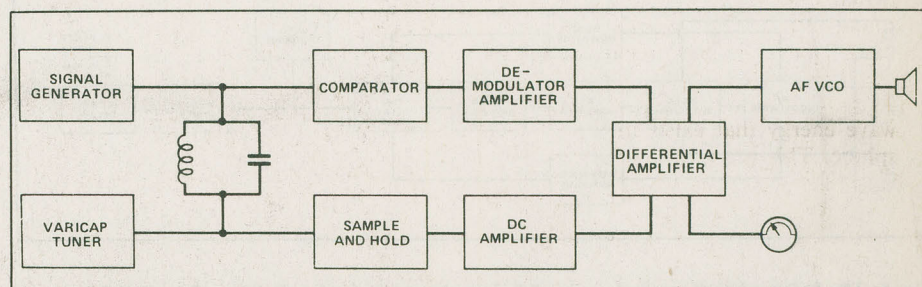 SIGNAL
GENERATOR
COMPARATOR
DE-
MODULATOR
AMPLIFIER
AF VCO
DIFFERENTIAL
AMPLIFIER
VARICAP
TUNER
SAMPLE
AND HOLD
DC
AMPLIFIER